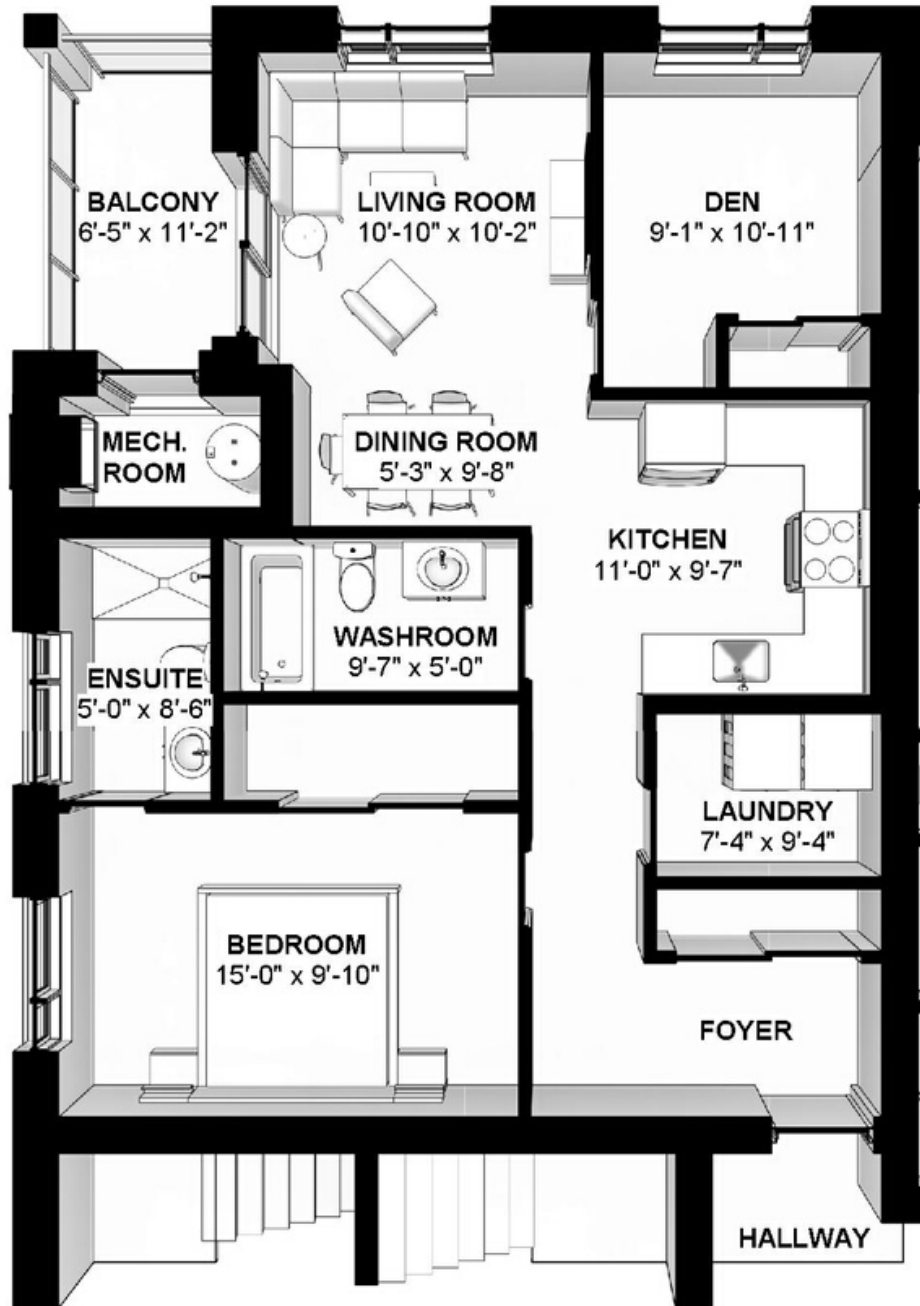 BALCONY
6'-5" x 11'-2"
LIVING ROOM
10'-10" x 10'-2"
DEN
9'-1" x 10'-11"
MECH.
ROOM
DINING ROOM
5'-3" x 9'-8"
KITCHEN
11'-0" x 9'-7"
WASHROOM
9'-7" x 5'-0"
ENSUITE
5'-0" x 8'-6"
LAUNDRY
7'-4" x 9'-4"
BEDROOM
15'-0" x 9'-10"
FOYER
HALLWAY